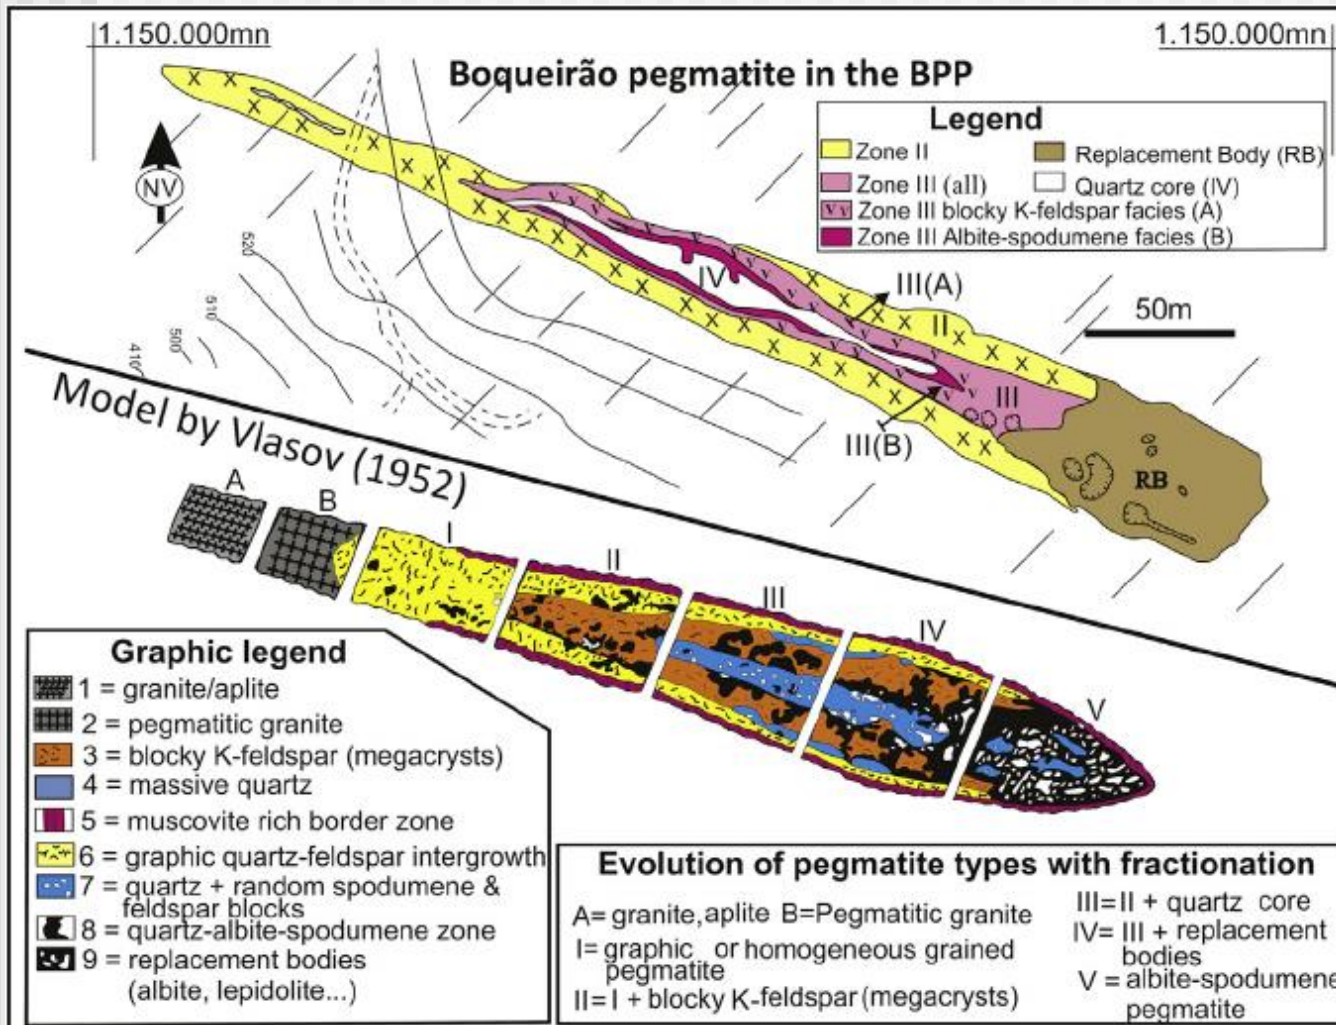 1.150.000mn
1.150.000mn
Boqueirão pegmatite in the BPP
NV
Legend
Zone II
Zone III (all)
Zone III blocky K-feldspar facies (A)
Zone III Albite-spodumene facies (B)
Replacement Body (RB)
Quartz core (IV)
50m
IV
III(A)
II
III
III(B)
RB
520
510
500
410
Model by Vlasov (1952)
A
B
I
II
III
IV
V
Graphic legend
1 = granite/aplite
2 = pegmatitic granite
3 = blocky K-feldspar (megacrysts)
4 = massive quartz
5 = muscovite rich border zone
6 = graphic quartz-feldspar intergrowth
7 = quartz + random spodumene &
feldspar blocks
8 = quartz-albite-spodumene zone
9 = replacement bodies
(albite, lepidolite...)
Evolution of pegmatite types with fractionation
A= granite, aplite B=Pegmatitic granite
I= graphic or homogeneous grained
pegmatite
II= I + blocky K-feldspar (megacrysts)
III= II + quartz core
IV= III + replacement
bodies
V = albite-spodumene
pegmatite